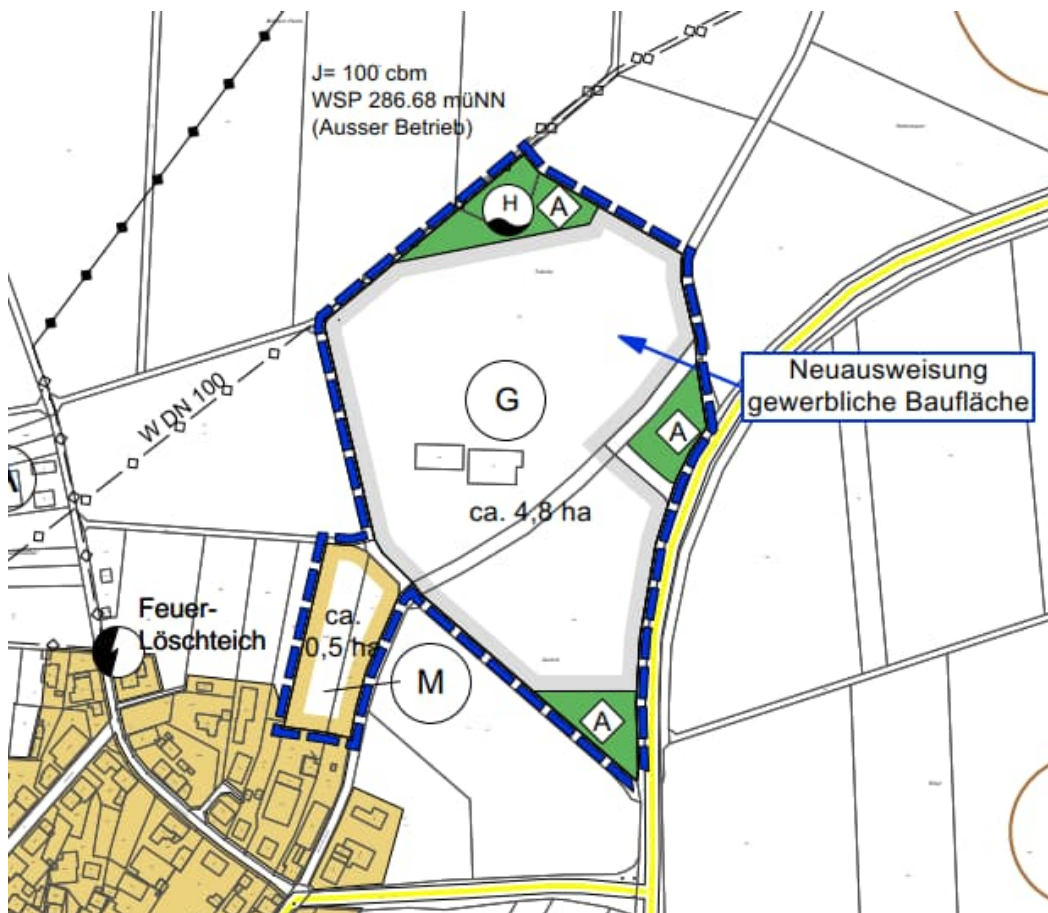 J= 100 cbm
WSP 286.68 müNN
(Ausser Betrieb)
H
A
W DN 100
G
Neuausweisung
gewerbliche Baufläche
A
ca. 4,8 ha
Feuer-
Löschteich
ca.
0,5 ha
M
A